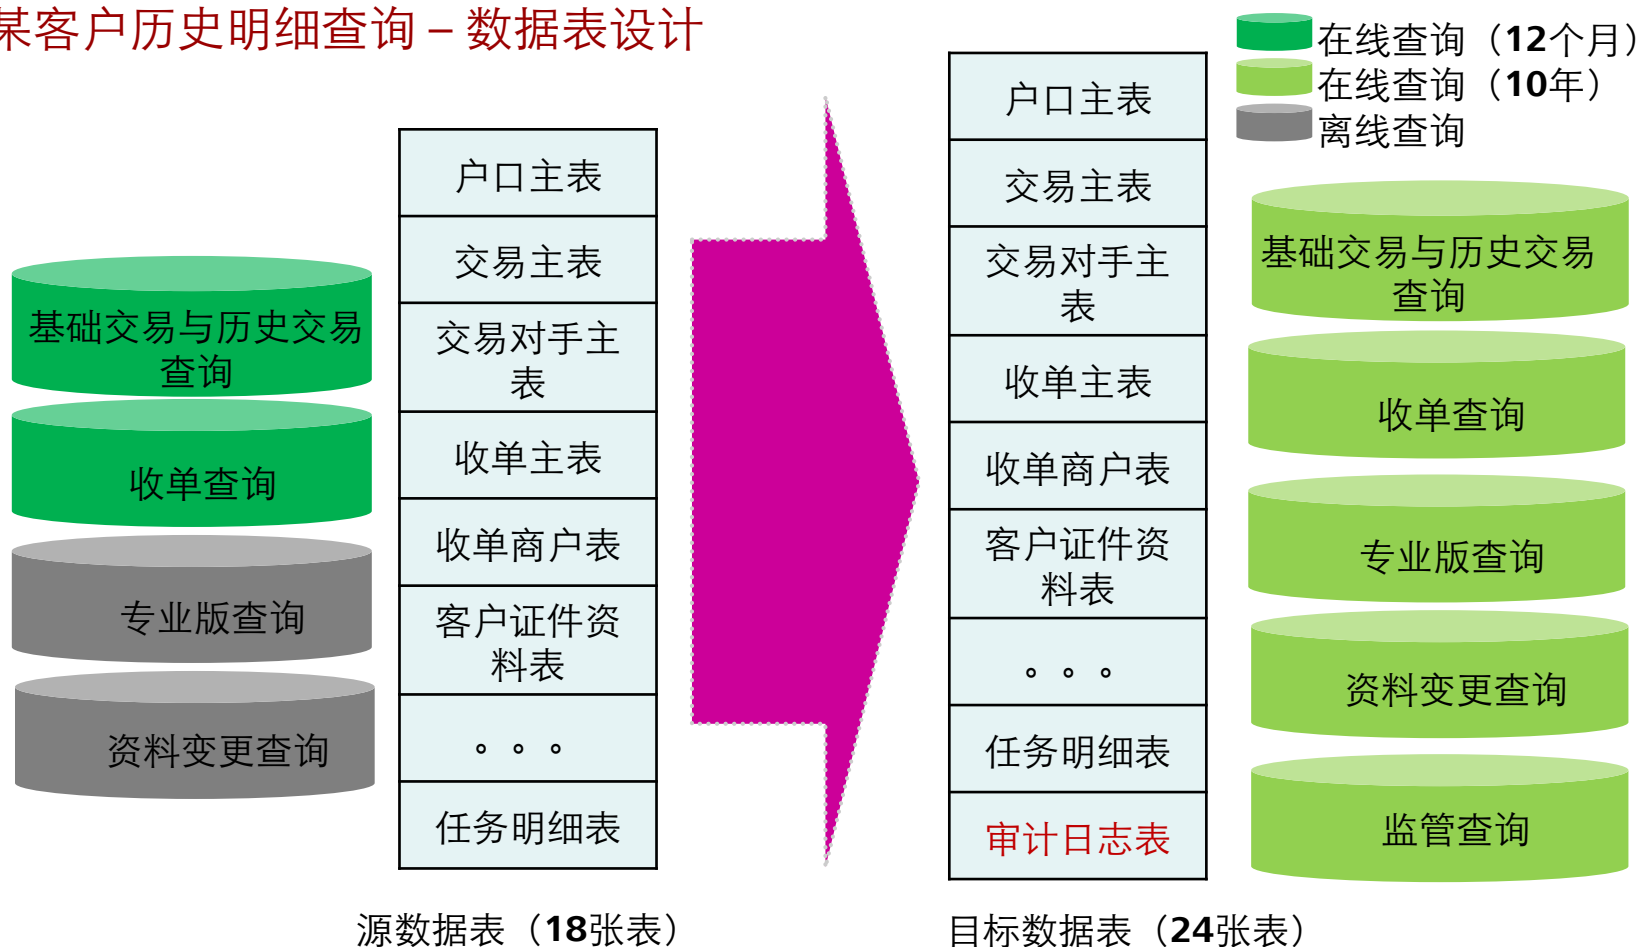 某客户历史明细查询 – 数据表设计
在线查询（12个月）
在线查询（10年）
离线查询
基础交易与历史交易
查询
收单查询
专业版查询
资料变更查询
户口主表
交易主表
交易对手主
表
收单主表
收单商户表
客户证件资
料表
。。。
任务明细表
源数据表（18张表）
户口主表
交易主表
交易对手主
表
收单主表
收单商户表
客户证件资
料表
。。。
任务明细表
审计日志表
目标数据表（24张表）
基础交易与历史交易
查询
收单查询
专业版查询
资料变更查询
监管查询